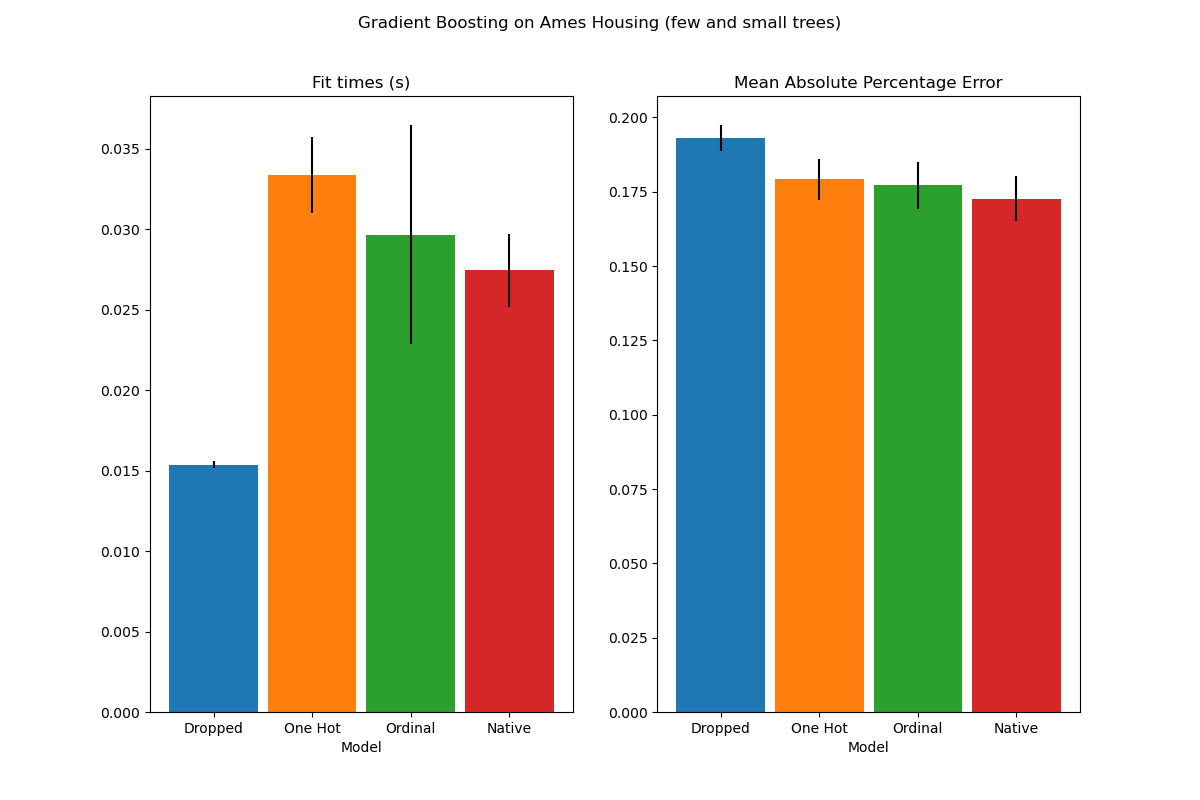 Gradient Boosting on Ames Housing (few and small trees)
Fit times (s)
0.035
0.030
0.025
0.020
0.015
0.010
0.005
0.000
Dropped One Hot Ordinal Native
Model
Mean Absolute Percentage Error
0.200
0.175
0.150
0.125
0.100
0.075
0.050
0.025
0.000
Dropped One Hot Ordinal Native
Model